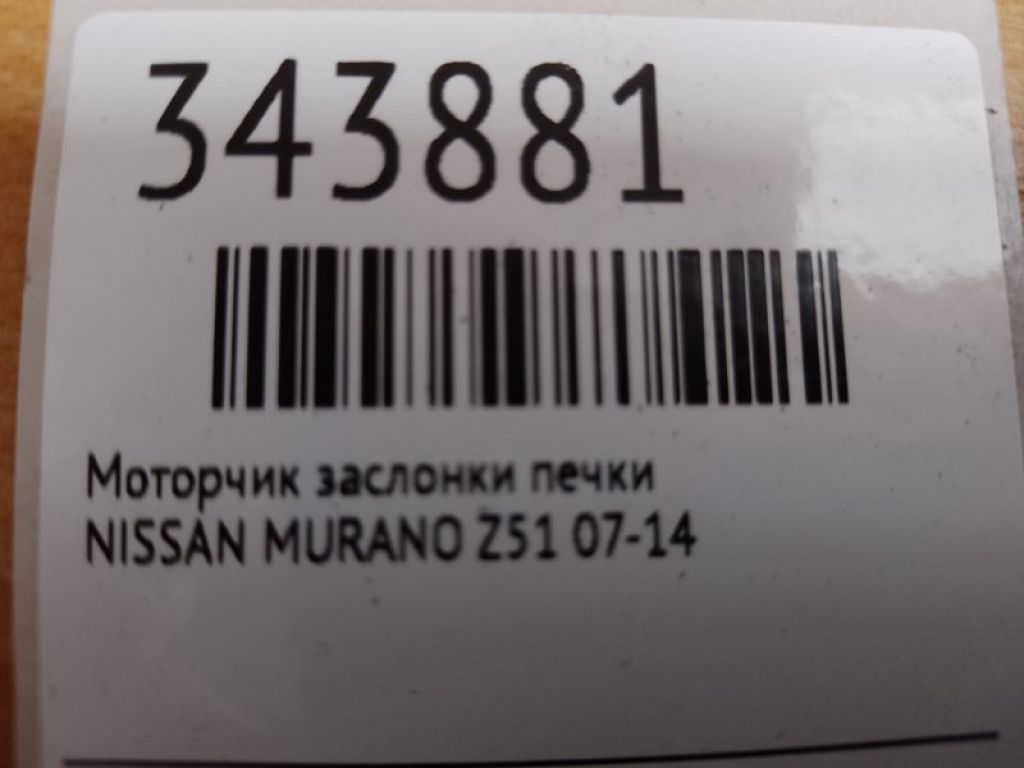 343881
Моторчик заслонки печки
NISSAN MURANO Z51 07-14